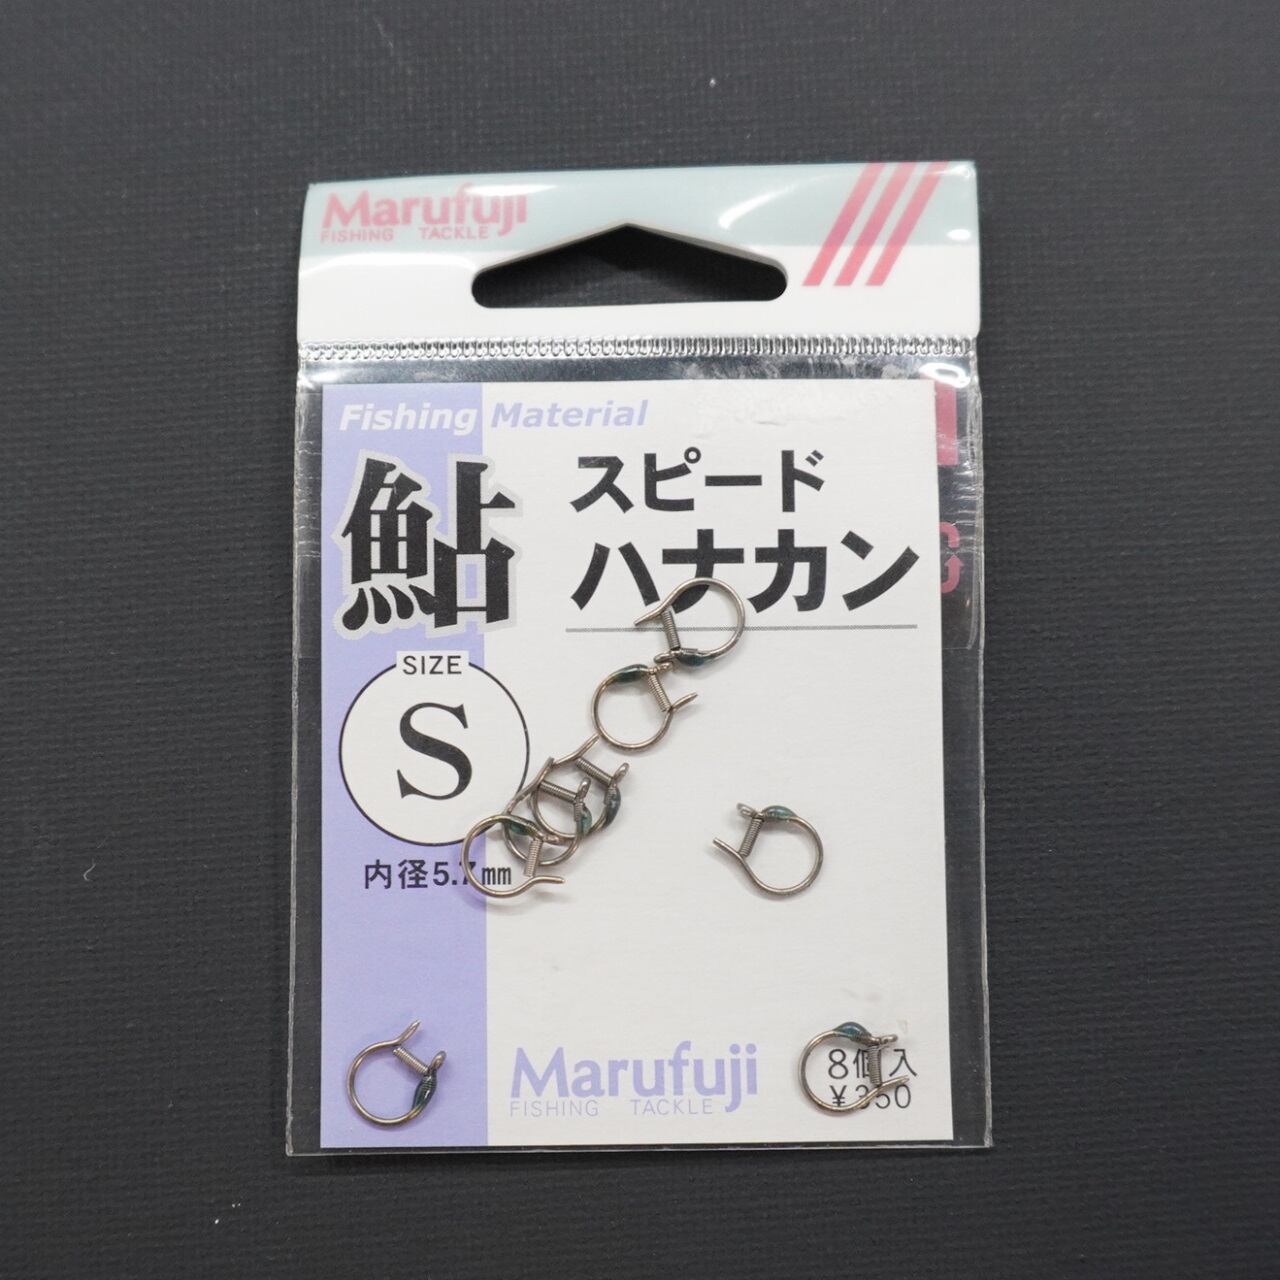 Marufuji
FISHING TACKLE
Fishing Material
鮎
スピード
ハナカン
SIZE
S
内径5.7mm
Marufuji
FISHING TACKLE
8個入
¥350